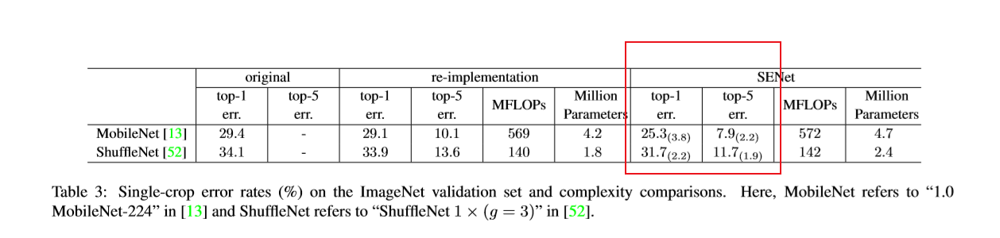 original re-implementation SENet
top-1 top-5 top-1 top-5 MFLOPs Million top-1 top-5 MFLOPs Million
err. err. err. err. Parameters err. err. Parameters
MobileNet [13] 29.4 - 29.1 10.1 569 4.2 25.3(3.8) 7.9(2.2) 572 4.7
ShuffleNet [52] 34.1 - 33.9 13.6 140 1.8 31.7(2.2) 11.7(1.9) 142 2.4
Table 3: Single-crop error rates (%) on the ImageNet validation set and complexity comparisons. Here, MobileNet refers to “1.0
MobileNet-224” in [13] and ShuffleNet refers to “ShuffleNet 1 × (g = 3)” in [52].